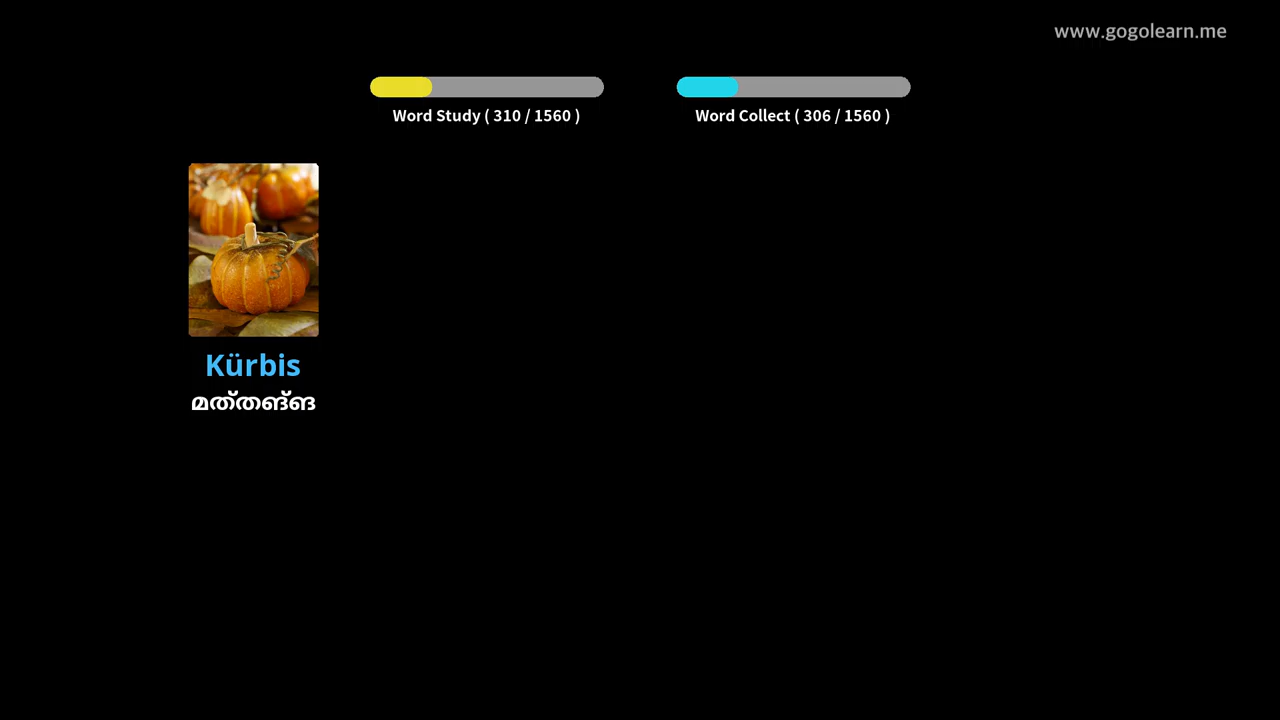 www.gogolearn.me
Word Study ( 310 / 1560 )
Word Collect ( 306 / 1560 )
Kürbis
മത്തങ്ങ